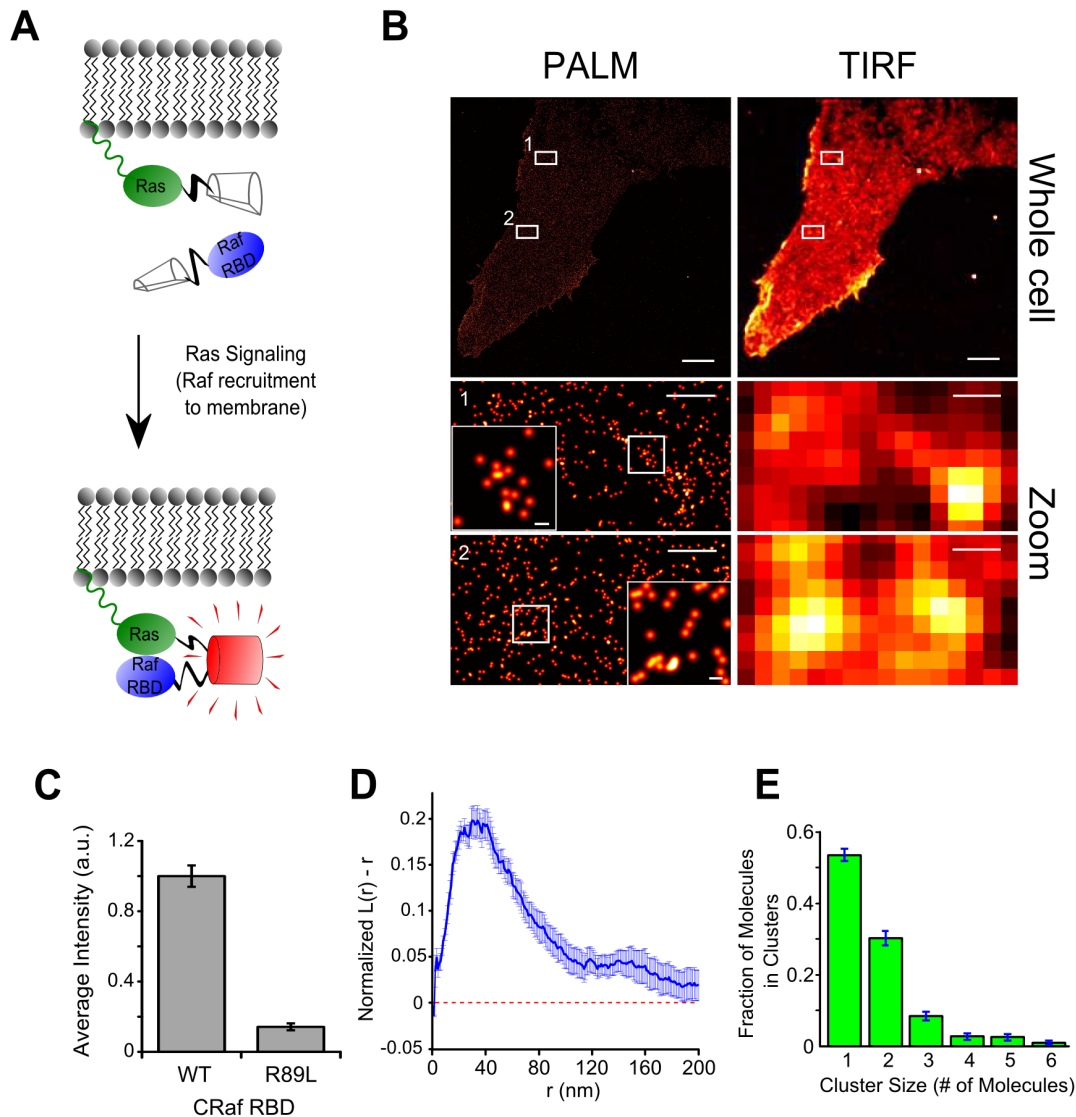 A
Ras
Raf
RBD
Ras Signaling
(Raf recruitment
to membrane)
Ras
Raf
RBD
B
PALM
TIRF
Whole cell
1
2
Zoom
1
2
C
Average Intensity (a.u.)
1.2
0.8
0.4
0
WT
R89L
CRaf RBD
D
Normalized L(r) - r
0.2
0.15
0.1
0.05
0
-0.05
0
40
80
120
160
200
r (nm)
E
Fraction of Molecules
in Clusters
0.6
0.4
0.2
0
1
2
3
4
5
6
Cluster Size (# of Molecules)